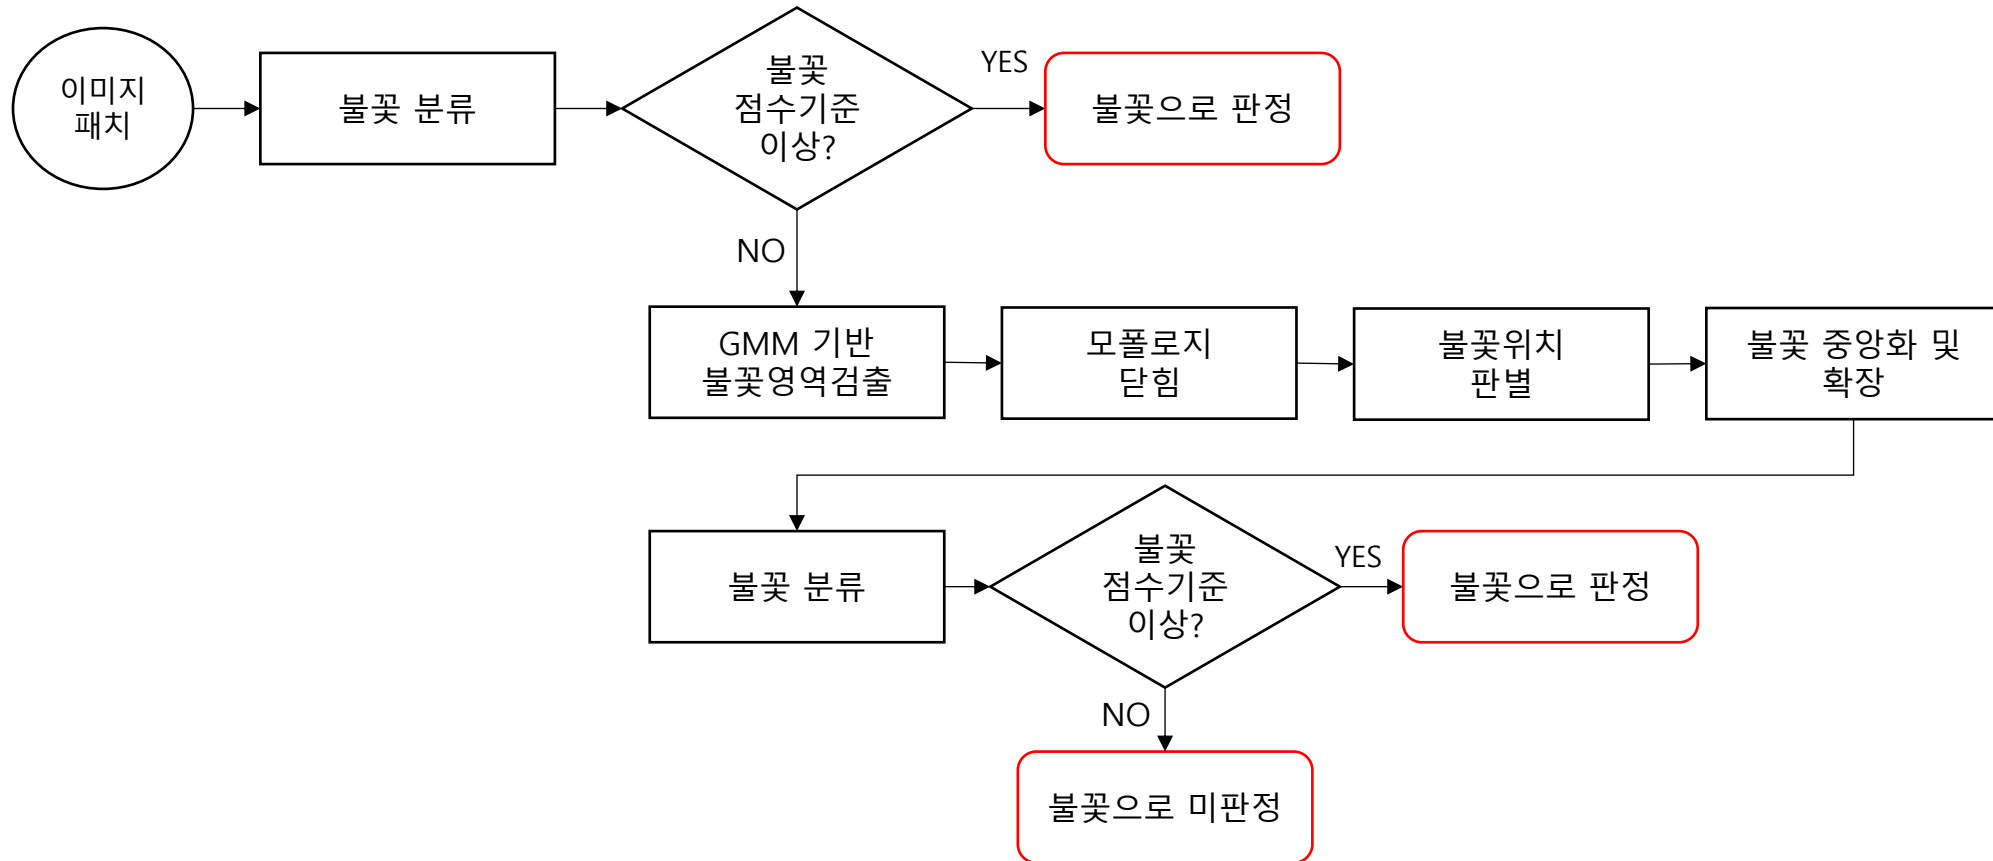 이미지
패치
불꽃 분류
불꽃
점수기준
이상?
YES
불꽃으로 판정
NO
GMM 기반
불꽃영역검출
모폴로지
닫힘
불꽃위치
판별
불꽃 중앙화 및
확장
불꽃 분류
불꽃
점수기준
이상?
YES
불꽃으로 판정
NO
불꽃으로 미판정